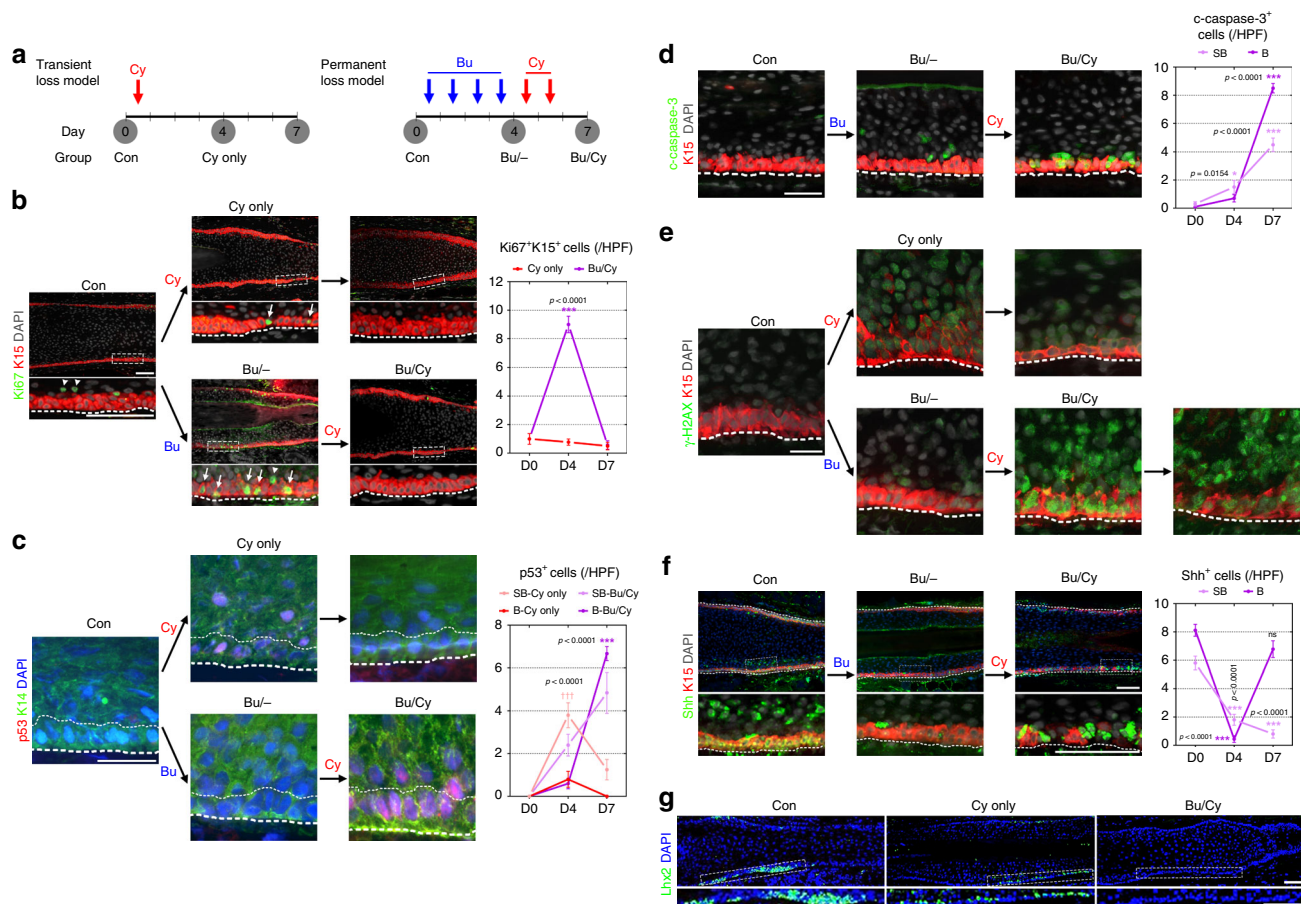 a
Transient
loss model
Cy
Day
0
4
7
Group
Con
Cy only
Permanent
loss model
Bu
Cy
0
4
7
Con
Bu/–
Bu/Cy
b
Ki67 K15 DAPI
Con
Cy
Bu
Cy only
Bu/–
Cy
Bu/Cy
Ki67+K15+ cells (/HPF)
Cy only
Bu/Cy
12
10
8
6
4
2
0
p < 0.0001
***
D0
D4
D7
c
p53 K14 DAPI
Con
Cy
Bu
Cy only
Bu/–
Cy
Bu/Cy
p53+ cells (/HPF)
SB-Cy only
SB-Bu/Cy
B-Cy only
B-Bu/Cy
8
6
4
2
0
p < 0.0001
***
p < 0.0001
†††
D0
D4
D7
d
c-caspase-3
K15 DAPI
Con
Bu
Bu/–
Cy
Bu/Cy
c-caspase-3+
cells (/HPF)
SB
B
10
8
6
4
2
0
p < 0.0001
***
p < 0.0001
***
p = 0.0154
*
D0
D4
D7
e
γ-H2AX K15 DAPI
Con
Cy
Bu
Cy only
Bu/–
Cy
Bu/Cy
f
Shh K15 DAPI
Con
Bu
Bu/–
Cy
Bu/Cy
Shh+ cells (/HPF)
SB
B
10
8
6
4
2
0
ns
p < 0.0001
***
p < 0.0001
***
p < 0.0001
***
D0
D4
D7
g
Lhx2 DAPI
Con
Cy only
Bu/Cy